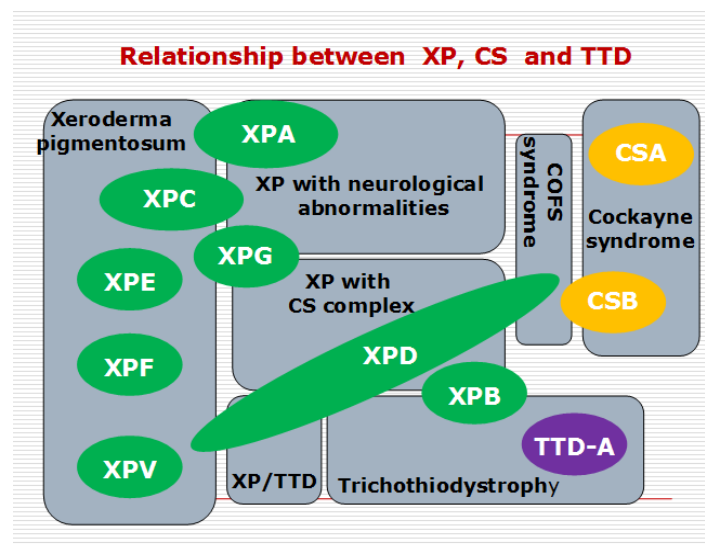 Relationship between XP, CS and TTD
Xeroderma
pigmentosum
XPA
XP with neurological
abnormalities
XPC
XPG
XPE
XP with
CS complex
XPF
XPD
XPB
XPV
XP/TTD
Trichothiodystrophy
TTD-A
COFS
syndrome
CSA
Cockayne
syndrome
CSB